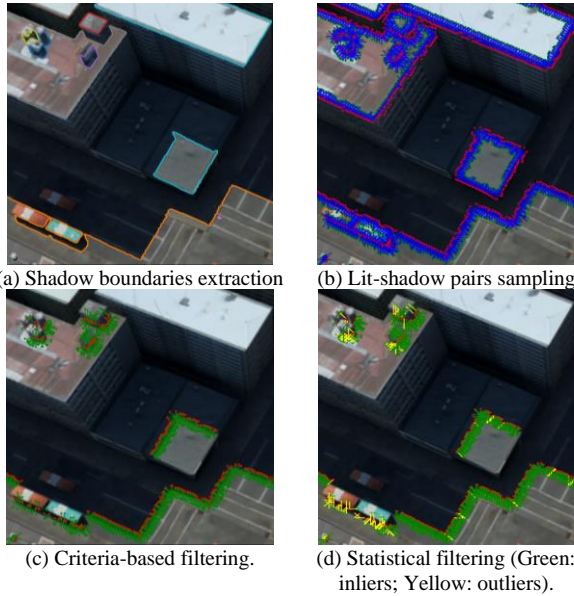 (a) Shadow boundaries extraction
(b) Lit-shadow pairs sampling
(c) Criteria-based filtering.
(d) Statistical filtering (Green:
inliers; Yellow: outliers).